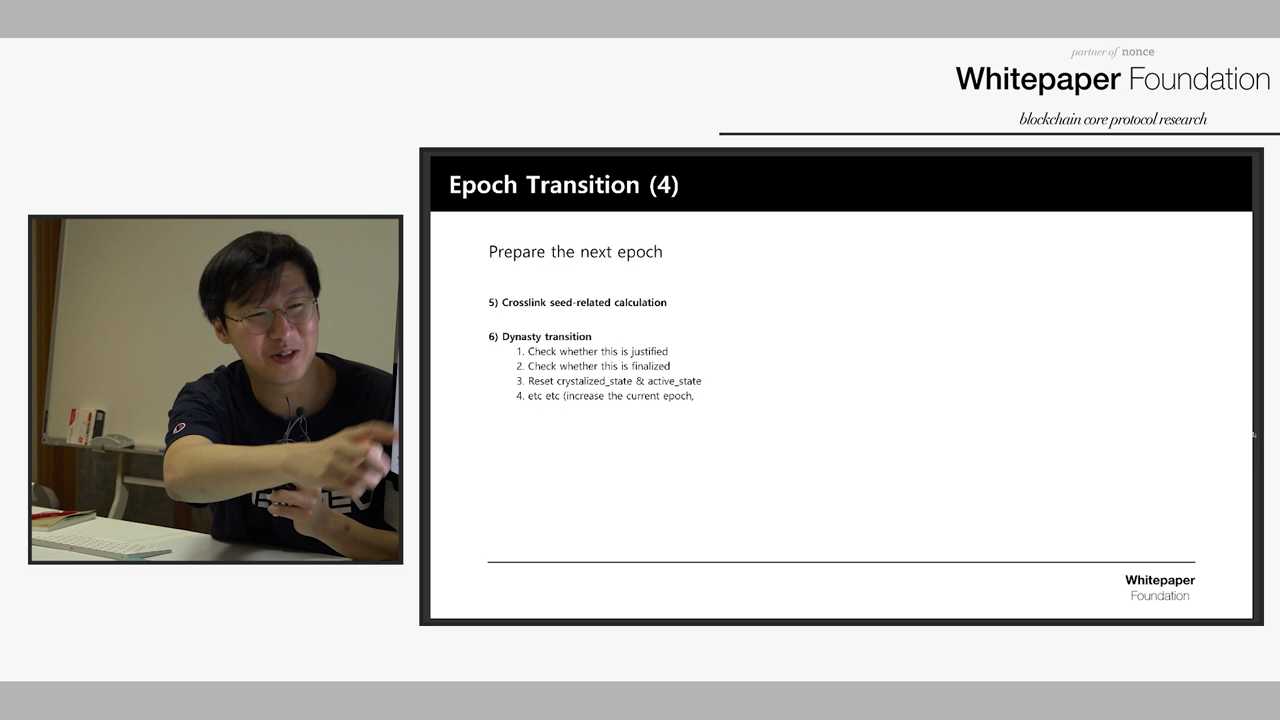 partner of nonce
Whitepaper Foundation
blockchain core protocol research
Epoch Transition (4)
Prepare the next epoch
5) Crosslink seed-related calculation
6) Dynasty transition
1. Check whether this is justified
2. Check whether this is finalized
3. Reset crystalized_state & active_state
4. etc etc (increase the current epoch,
Whitepaper
Foundation